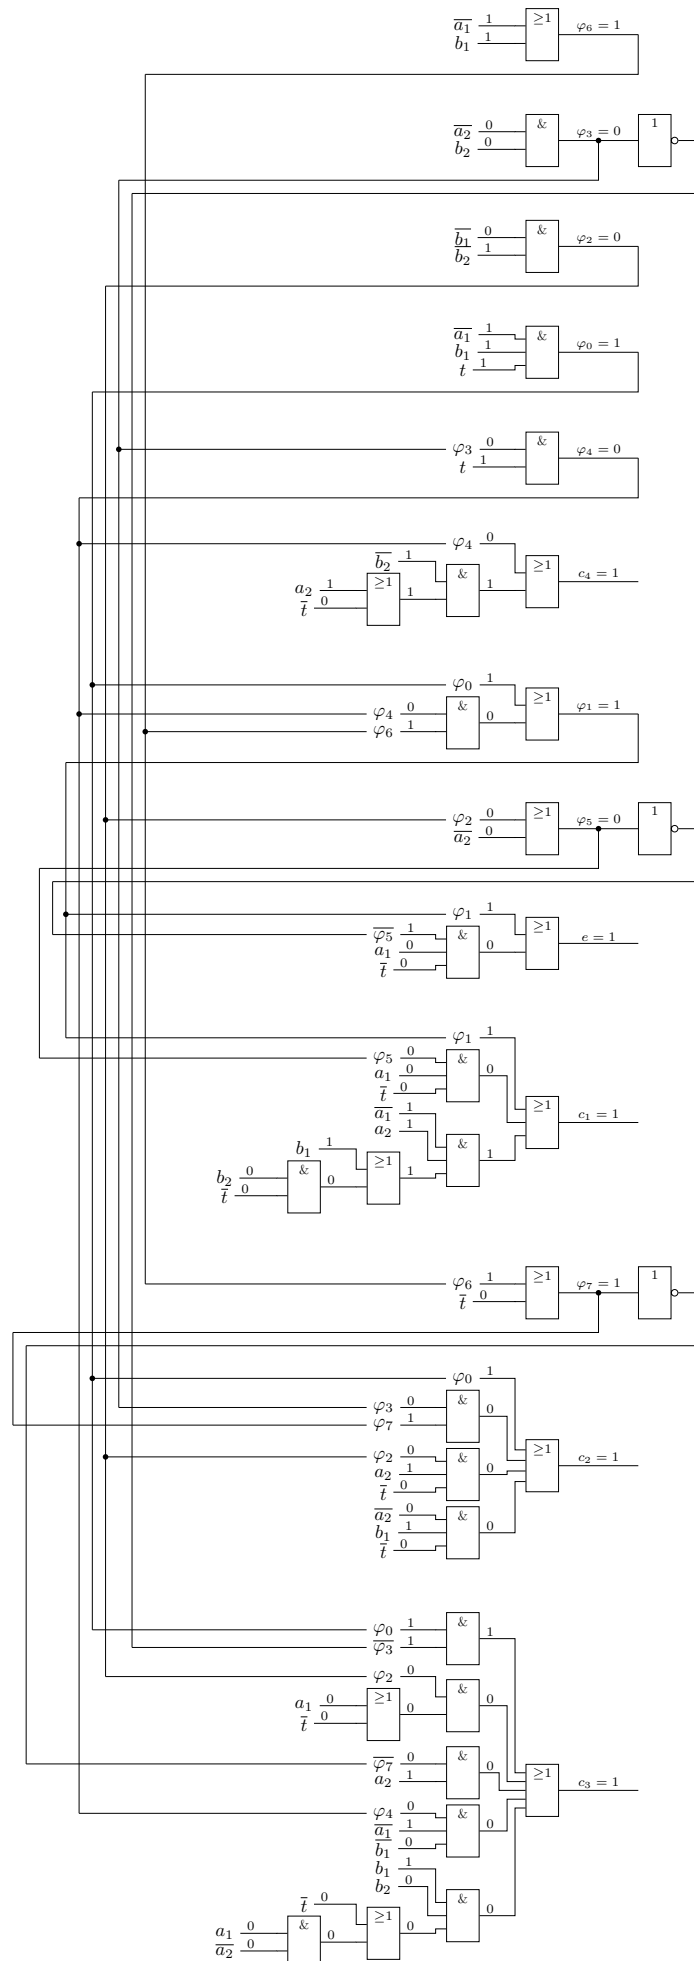 a̅₁ 1 ≥1 φ₆ = 1
b₁ 1
a̅₂ 0 & φ₃ = 0 1
b₂ 0
b̅₁ 0 & φ₂ = 0
b̅₂ 1
a̅₁ 1 & φ₀ = 1
b₁ 1
t 1
φ₃ 0 & φ₄ = 0
t 1
φ₄ 0 ≥1 c₄ = 1
b̅₂ 1 & 1
a₂ 1 ≥1 1
t̅ 0
φ₀ 1 ≥1 φ₁ = 1
φ₄ 0 & 0
φ₆ 1
φ₂ 0 ≥1 φ₅ = 0 1
a̅₂ 0
φ₁ 1 ≥1 e = 1
φ̅₅ 1 & 0
a₁ 0
t̅ 0
φ₁ 1
φ₅ 0 & 0
a₁ 0
t̅ 0 ≥1 c₁ = 1
a̅₁ 1
a₂ 1 & 1
b₁ 1 ≥1 1
b₂ 0 & 0
t̅ 0
φ₆ 1 ≥1 φ₇ = 1 1
t̅ 0
φ₀ 1
φ₃ 0 & 0
φ₇ 1
φ₂ 0 & 0 ≥1 c₂ = 1
a₂ 1
t̅ 0
a̅₂ 0 & 0
b₁ 1
t̅ 0
φ₀ 1 & 1
φ̅₃ 1
φ₂ 0 & 0
a₁ 0 ≥1 0
t̅ 0
φ̅₇ 0 & 0 ≥1 c₃ = 1
a₂ 1
φ₄ 0 & 0
a̅₁ 1
b̅₁ 0
b₁ 1
b₂ 0 & 0
t̅ 0 ≥1 0
a₁ 0 & 0
a̅₂ 0